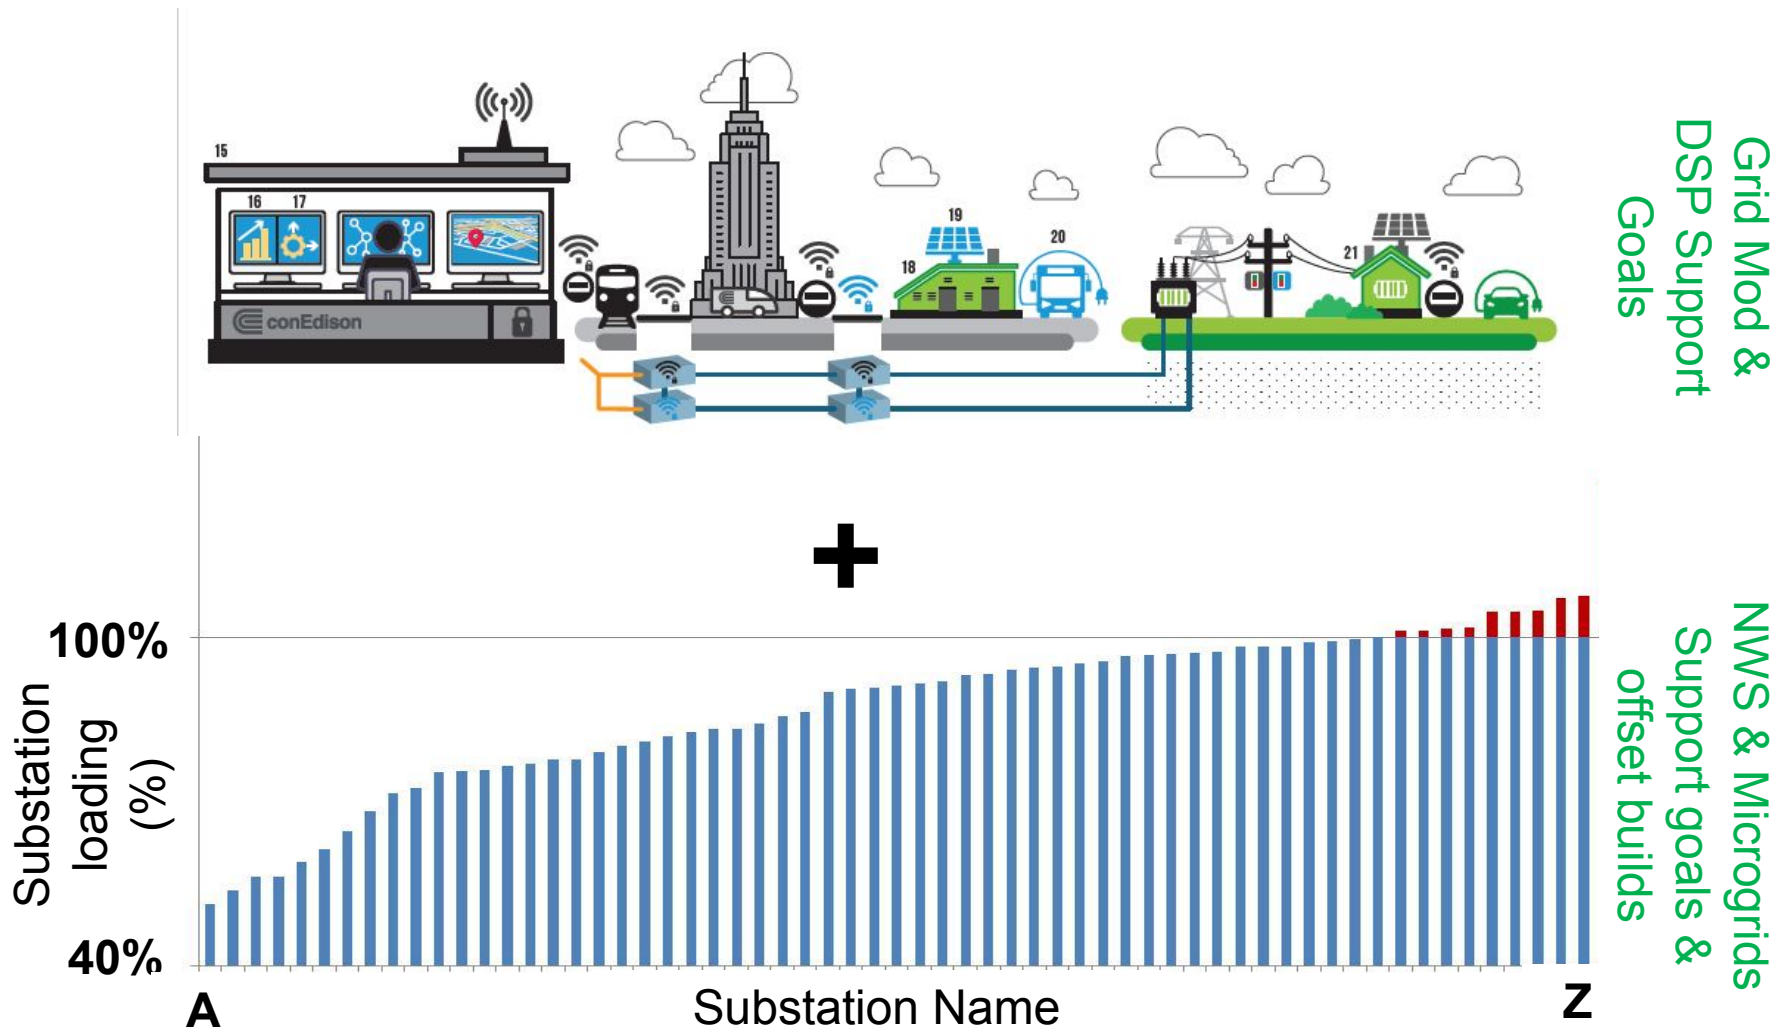 15
16
17
conEdison
18
19
20
21
Grid Mod &
DSP Support
Goals
100%
Substation
loading
(%)
40%
A
Substation Name
Z
NWS & Microgrids
Support goals &
offset builds